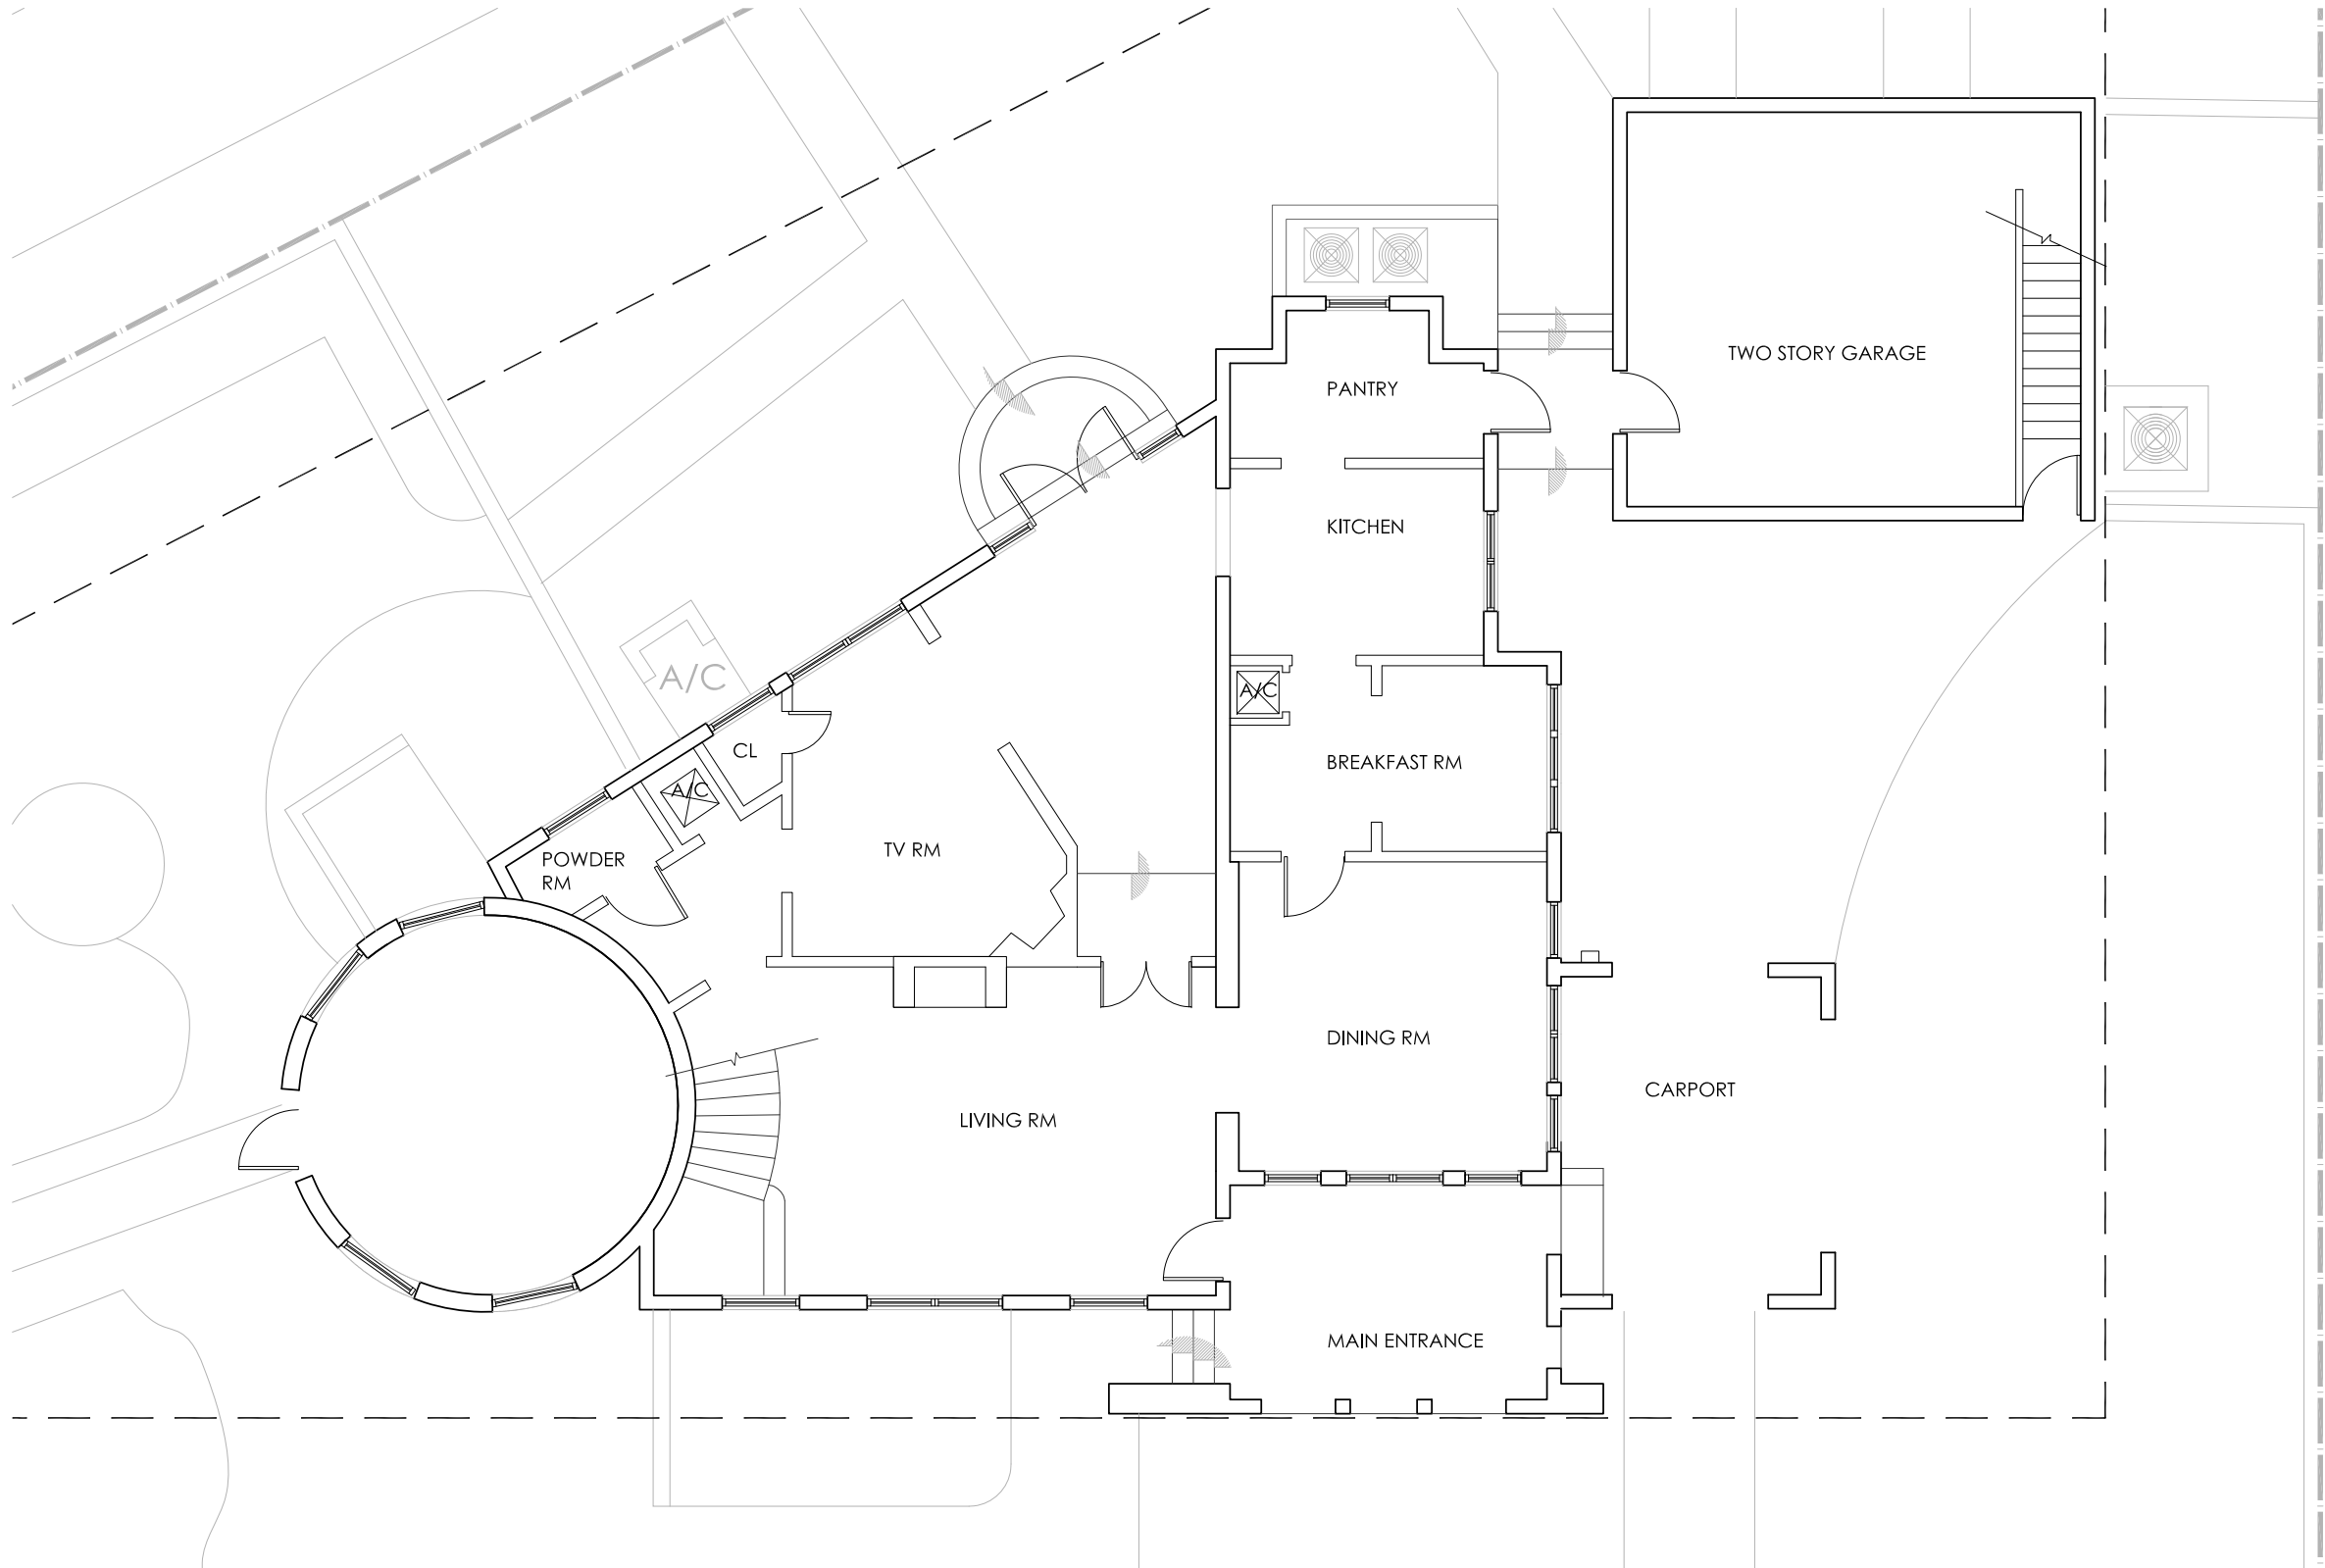 TWO STORY GARAGE
PANTRY
KITCHEN
A/C
A/C
BREAKFAST RM
CL
A/C
TV RM
POWDER
RM
DINING RM
CARPORT
LIVING RM
MAIN ENTRANCE